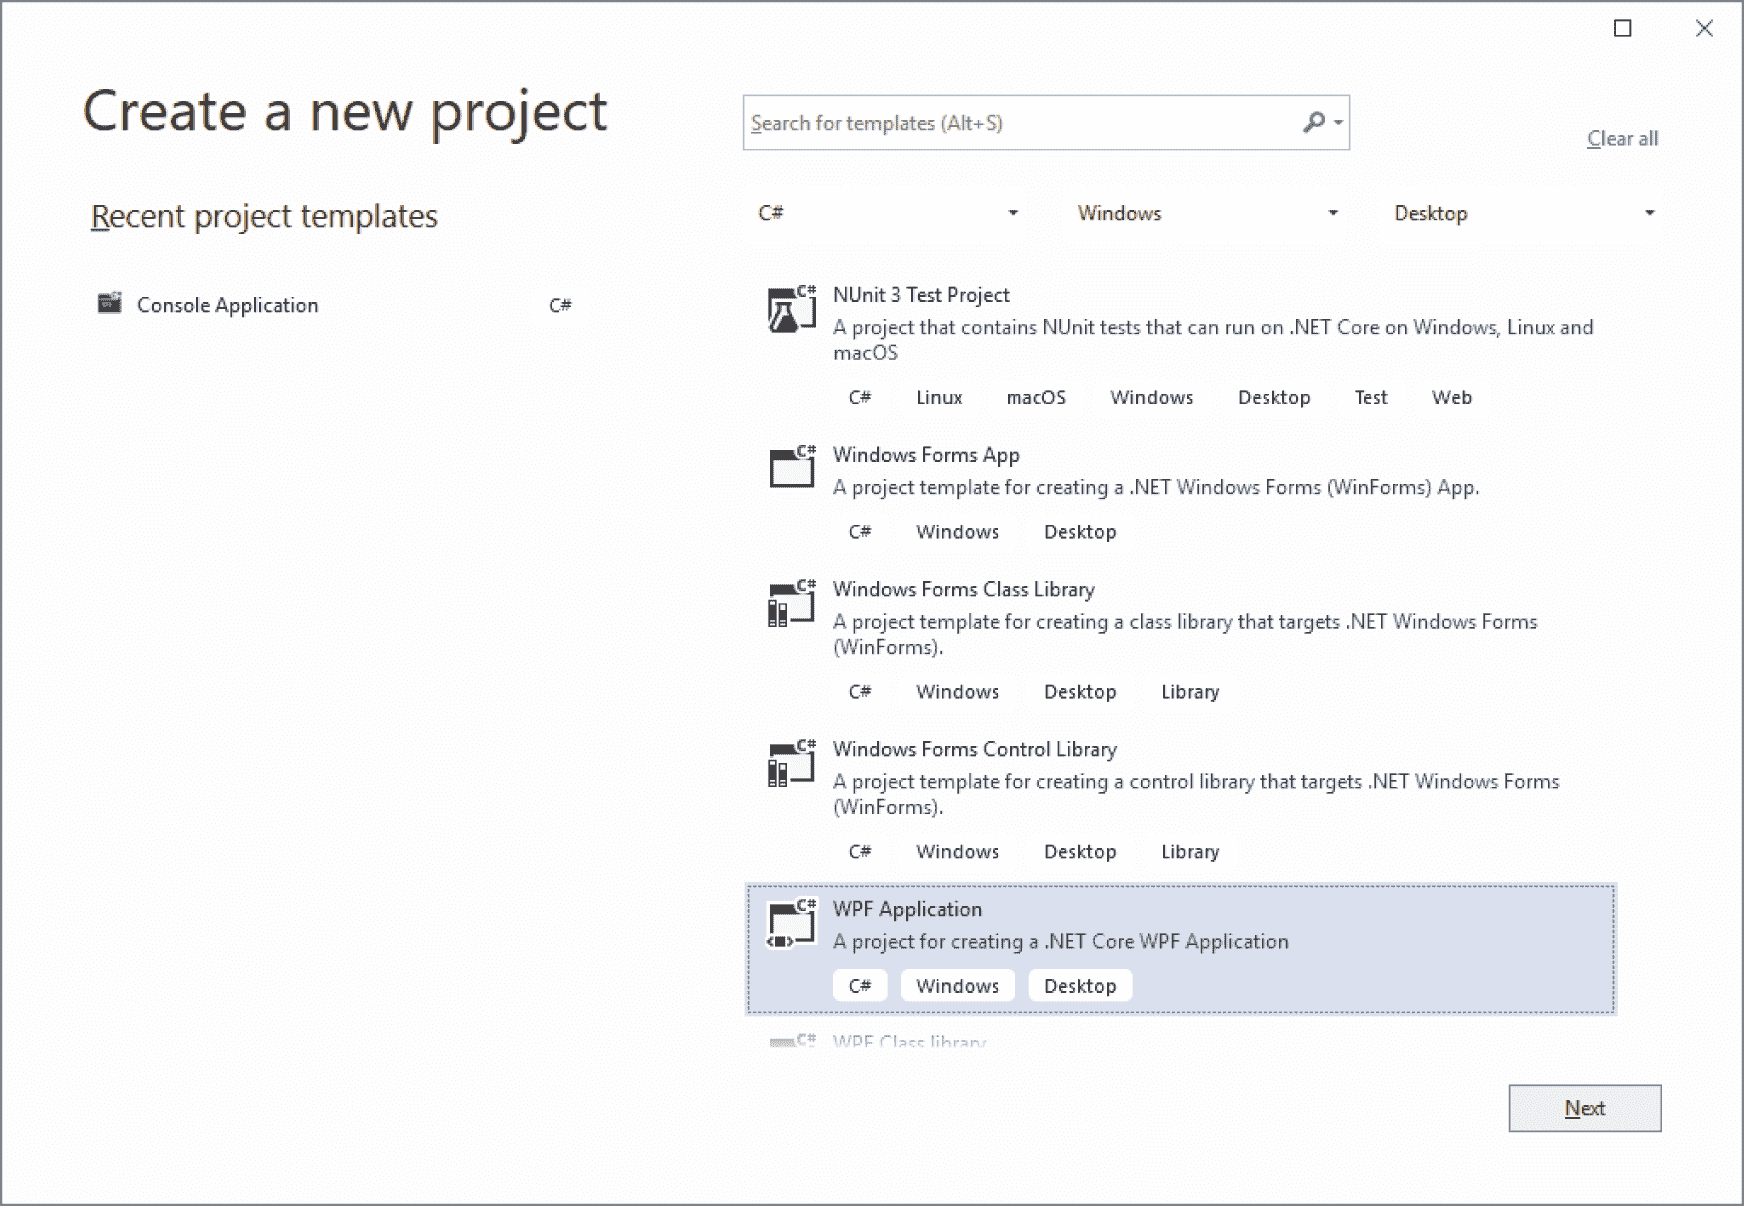 Create a new project
Search for templates (Alt+S)
Clear all
Recent project templates
C#
Windows
Desktop
Console Application
C#
C#
NUnit 3 Test Project
A project that contains NUnit tests that can run on .NET Core on Windows, Linux and
macOS
C#
Linux
macOS
Windows
Desktop
Test
Web
C#
Windows Forms App
A project template for creating a .NET Windows Forms (WinForms) App.
C#
Windows
Desktop
C#
Windows Forms Class Library
A project template for creating a class library that targets .NET Windows Forms
(WinForms).
C#
Windows
Desktop
Library
C#
Windows Forms Control Library
A project template for creating a control library that targets .NET Windows Forms
(WinForms).
C#
Windows
Desktop
Library
C#
WPF Application
A project for creating a .NET Core WPF Application
C#
Windows
Desktop
C#
WPF Class library
Next